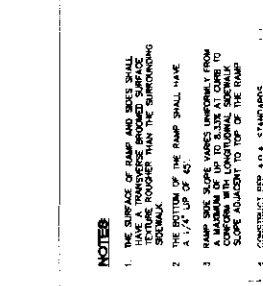 NOTES:
1. THE SURFACE OF RAMP AND SIDES SHALL
HAVE A TRANSVERSE BROOMED SURFACE
TEXTURE ROUGHER THAN THE SURROUNDING
SIDEWALK.
2 THE BOTTOM OF THE RAMP SHALL HAVE
A 1/4" LIP OF 45°.
3 RAMP SIDE SLOPE VARIES UNIFORMLY FROM
A MAXIMUM OF UP TO 8.33% AT CURB TO
CONFORM WITH LONGITUDINAL SIDEWALK
SLOPE ADJACENT TO TOP OF THE RAMP
4 CONSTRUCT PER A.D.A. STANDARDS